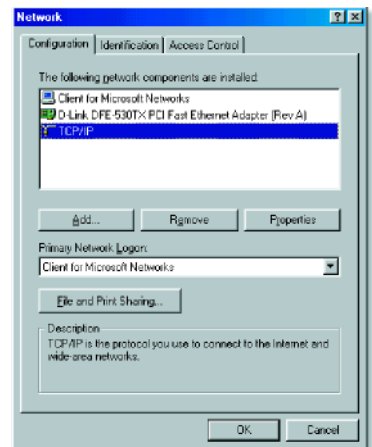 Network
Configuration Identification Access Control
The following network components are installed:
Client for Microsoft Networks
D-Link DFE-530TX PCI Fast Ethernet Adapter (Rev A)
TCP/IP
Add... Remove Properties
Primary Network Logon:
Client for Microsoft Networks
File and Print Sharing...
Description
TCP/IP is the protocol you use to connect to the Internet and
wide-area networks.
OK Cancel